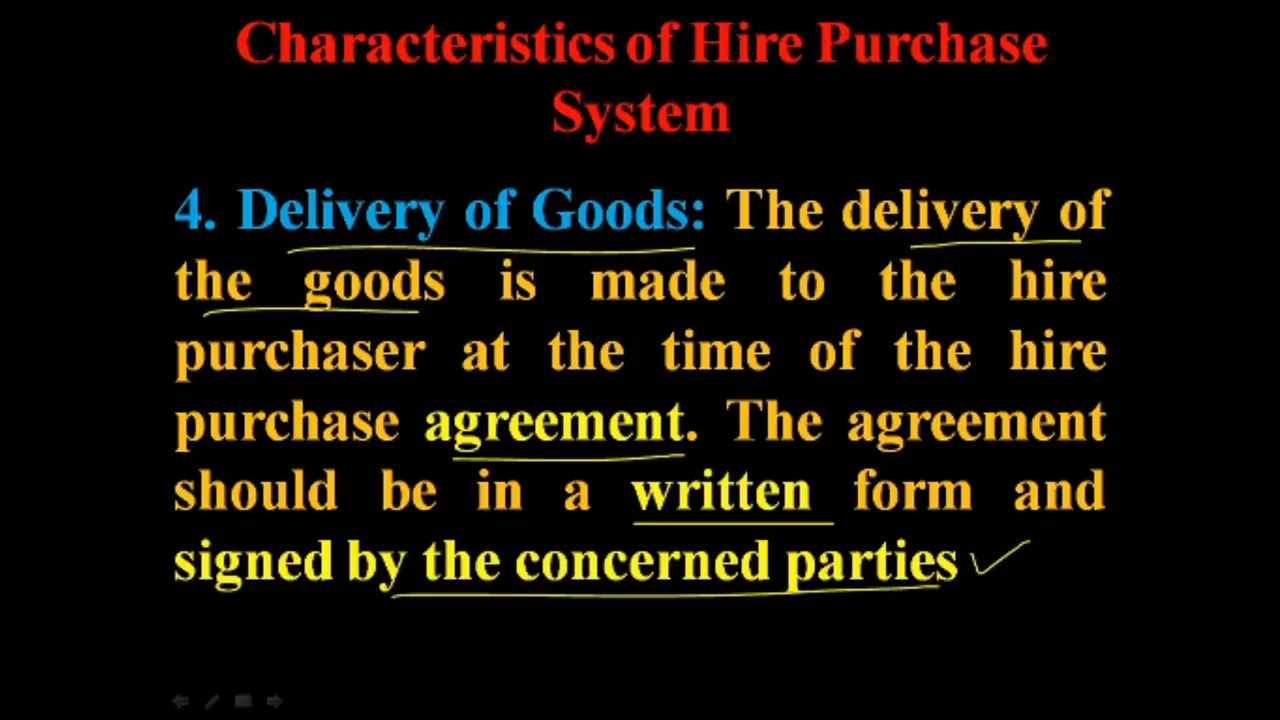 Characteristics of Hire Purchase
System
4. Delivery of Goods: The delivery of
the goods is made to the hire
purchaser at the time of the hire
purchase agreement. The agreement
should be in a written form and
signed by the concerned parties